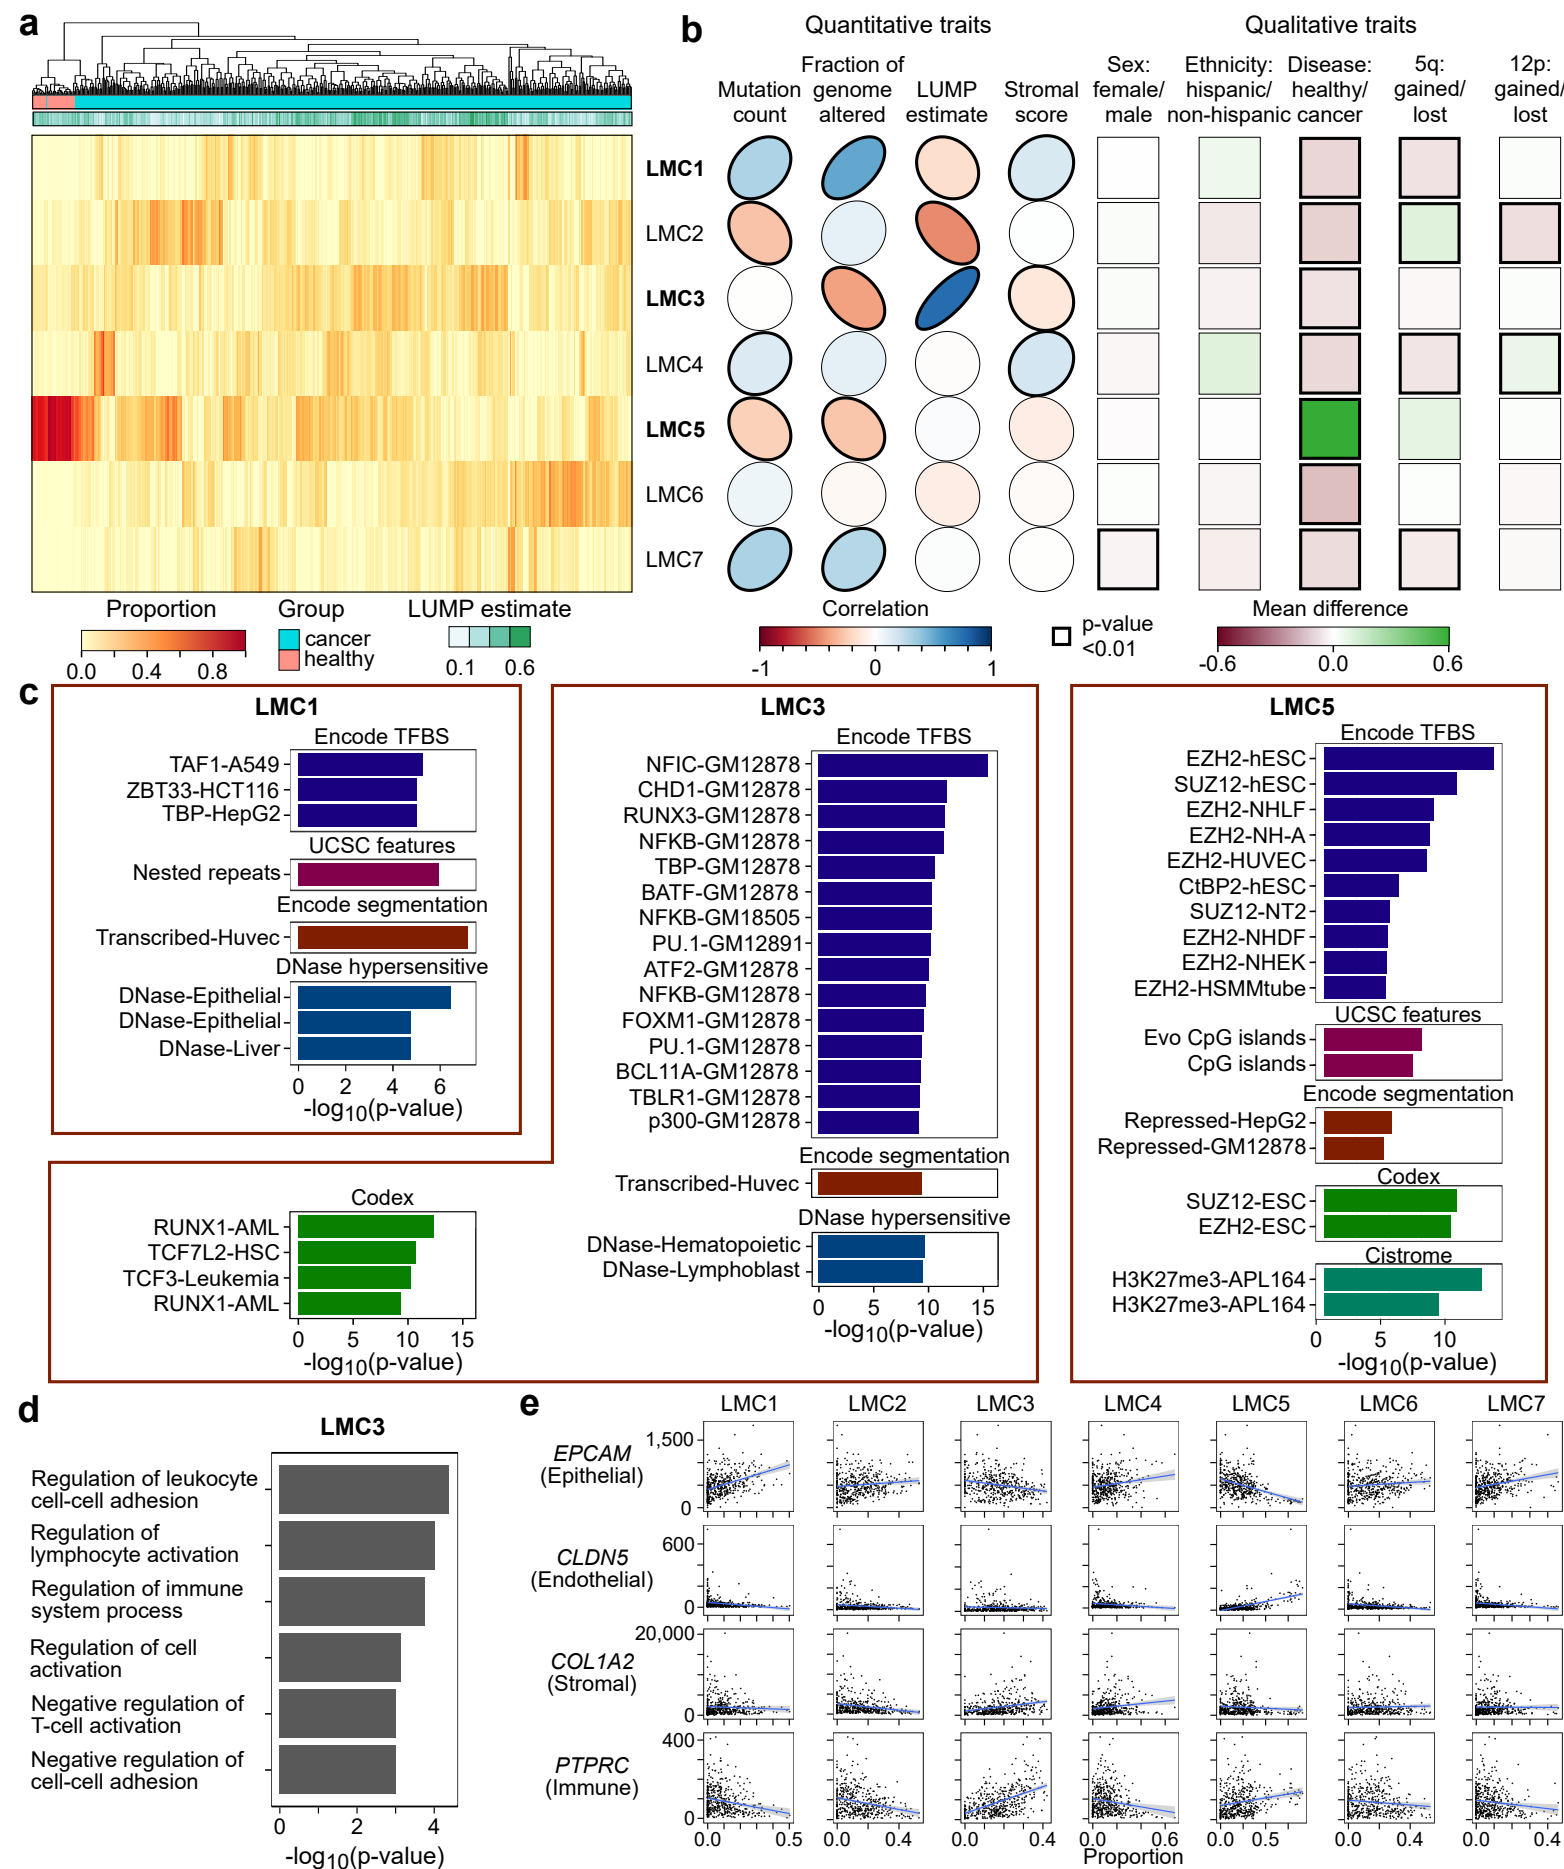 a
Proportion
0.0 0.4 0.8
Group
cancer
healthy
LUMP estimate
0.1 0.6
b
Quantitative traits
Qualitative traits
Mutation
count
Fraction of
genome
altered
LUMP
estimate
Stromal
score
Sex:
female/
male
Ethnicity:
hispanic/
non-hispanic
Disease:
healthy/
cancer
5q:
gained/
lost
12p:
gained/
lost
LMC1
LMC2
LMC3
LMC4
LMC5
LMC6
LMC7
Correlation
-1 0 1
p-value
<0.01
Mean difference
-0.6 0.0 0.6
c
LMC1
Encode TFBS
TAF1-A549
ZBT33-HCT116
TBP-HepG2
UCSC features
Nested repeats
Encode segmentation
Transcribed-Huvec
DNase hypersensitive
DNase-Epithelial
DNase-Epithelial
DNase-Liver
0 2 4 6
-log10(p-value)
LMC3
Encode TFBS
NFIC-GM12878
CHD1-GM12878
RUNX3-GM12878
NFKB-GM12878
TBP-GM12878
BATF-GM12878
NFKB-GM18505
PU.1-GM12891
ATF2-GM12878
NFKB-GM12878
FOXM1-GM12878
PU.1-GM12878
BCL11A-GM12878
TBLR1-GM12878
p300-GM12878
Encode segmentation
Transcribed-Huvec
DNase hypersensitive
DNase-Hematopoietic
DNase-Lymphoblast
0 5 10 15
-log10(p-value)
Codex
RUNX1-AML
TCF7L2-HSC
TCF3-Leukemia
RUNX1-AML
0 5 10 15
-log10(p-value)
LMC5
Encode TFBS
EZH2-hESC
SUZ12-hESC
EZH2-NHLF
EZH2-NH-A
EZH2-HUVEC
CtBP2-hESC
SUZ12-NT2
EZH2-NHDF
EZH2-NHEK
EZH2-HSMMtube
UCSC features
Evo CpG islands
CpG islands
Encode segmentation
Repressed-HepG2
Repressed-GM12878
Codex
SUZ12-ESC
EZH2-ESC
Cistrome
H3K27me3-APL164
H3K27me3-APL164
0 5 10
-log10(p-value)
d
LMC3
Regulation of leukocyte
cell-cell adhesion
Regulation of
lymphocyte activation
Regulation of immune
system process
Regulation of cell
activation
Negative regulation of
T-cell activation
Negative regulation of
cell-cell adhesion
0 2 4
-log10(p-value)
e
LMC1 LMC2 LMC3 LMC4 LMC5 LMC6 LMC7
EPCAM
(Epithelial)
1,500
0
CLDN5
(Endothelial)
600
0
COL1A2
(Stromal)
20,000
0
PTPRC
(Immune)
400
0
0.0 0.5 0.0 0.4 0.0 0.4 0.0 0.6 0.0 0.5 0.0 0.4 0.0 0.4
Proportion